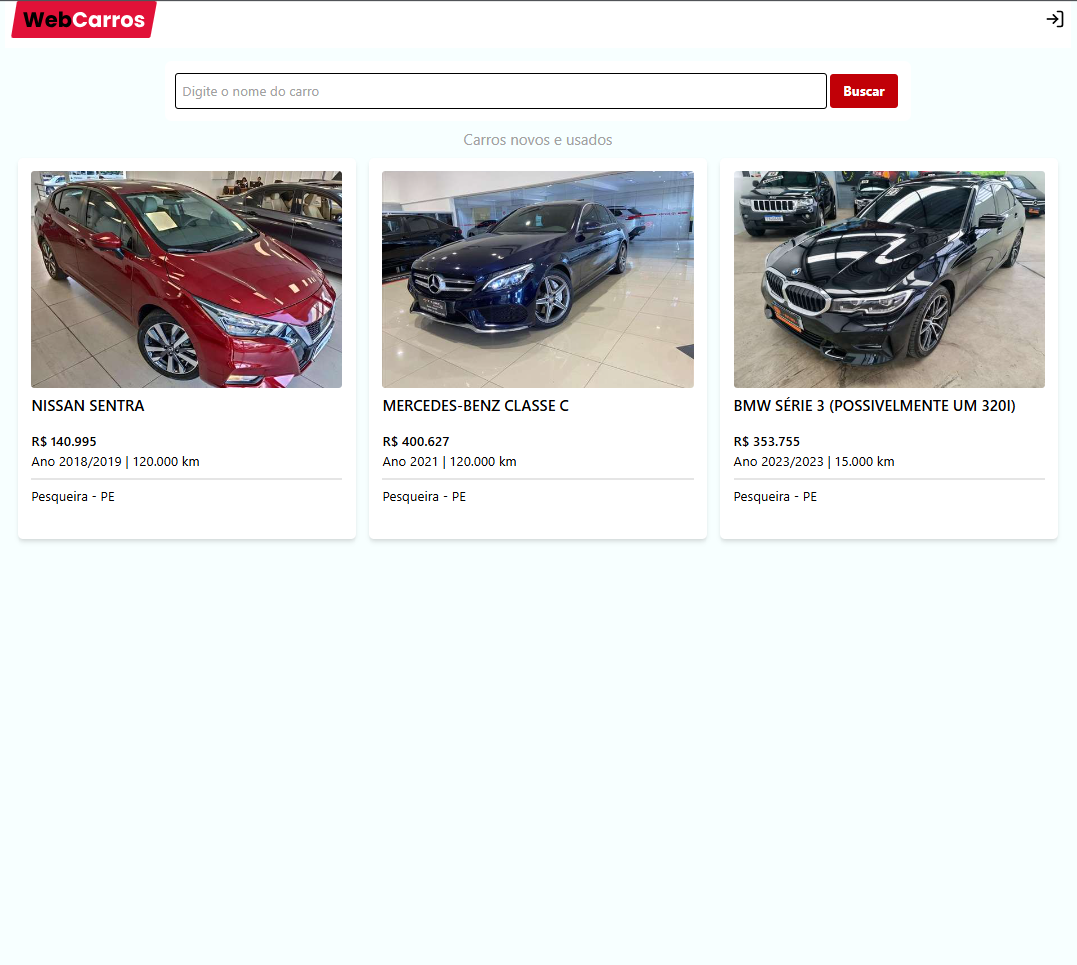 WebCarros
Digite o nome do carro
Buscar
Carros novos e usados
NISSAN SENTRA
R$ 140.995
Ano 2018/2019 | 120.000 km
Pesqueira - PE
MERCEDES-BENZ CLASSE C
R$ 400.627
Ano 2021 | 120.000 km
Pesqueira - PE
BMW SÉRIE 3 (POSSIVELMENTE UM 320I)
R$ 353.755
Ano 2023/2023 | 15.000 km
Pesqueira - PE